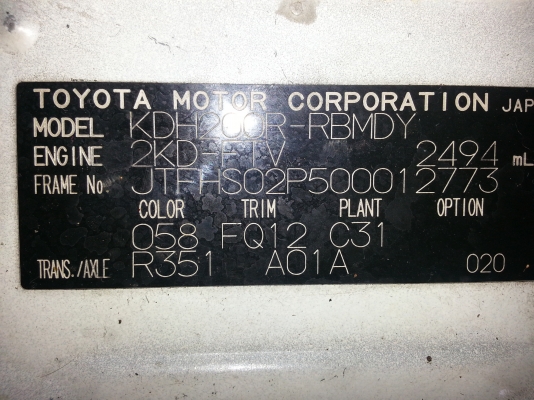 TOYOTA MOTOR CORPORATION JAP
MODEL KDH200R-RBMDY
ENGINE 2KD-FTV 2494 mL
FRAME No. JTFHS02P500012773
COLOR TRIM PLANT OPTION
058 FQ12 C31
TRANS./AXLE R351 A01A 020